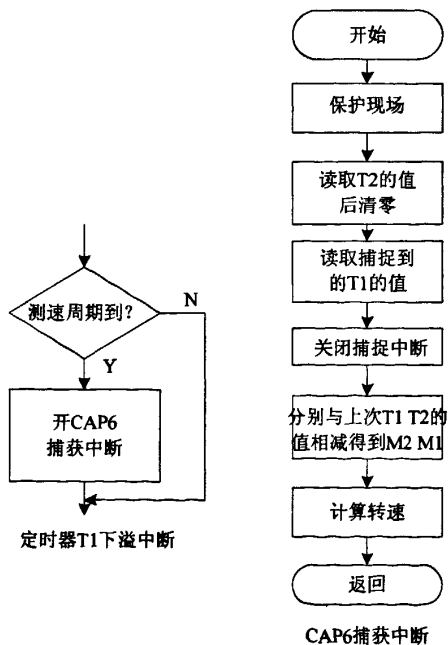 测速周期到?
N
Y
开CAP6
捕获中断
定时器T1下溢中断
开始
保护现场
读取T2的值
后清零
读取捕捉到
的T1的值
关闭捕捉中断
分别与上次T1 T2的
值相减得到M2 M1
计算转速
返回
CAP6捕获中断